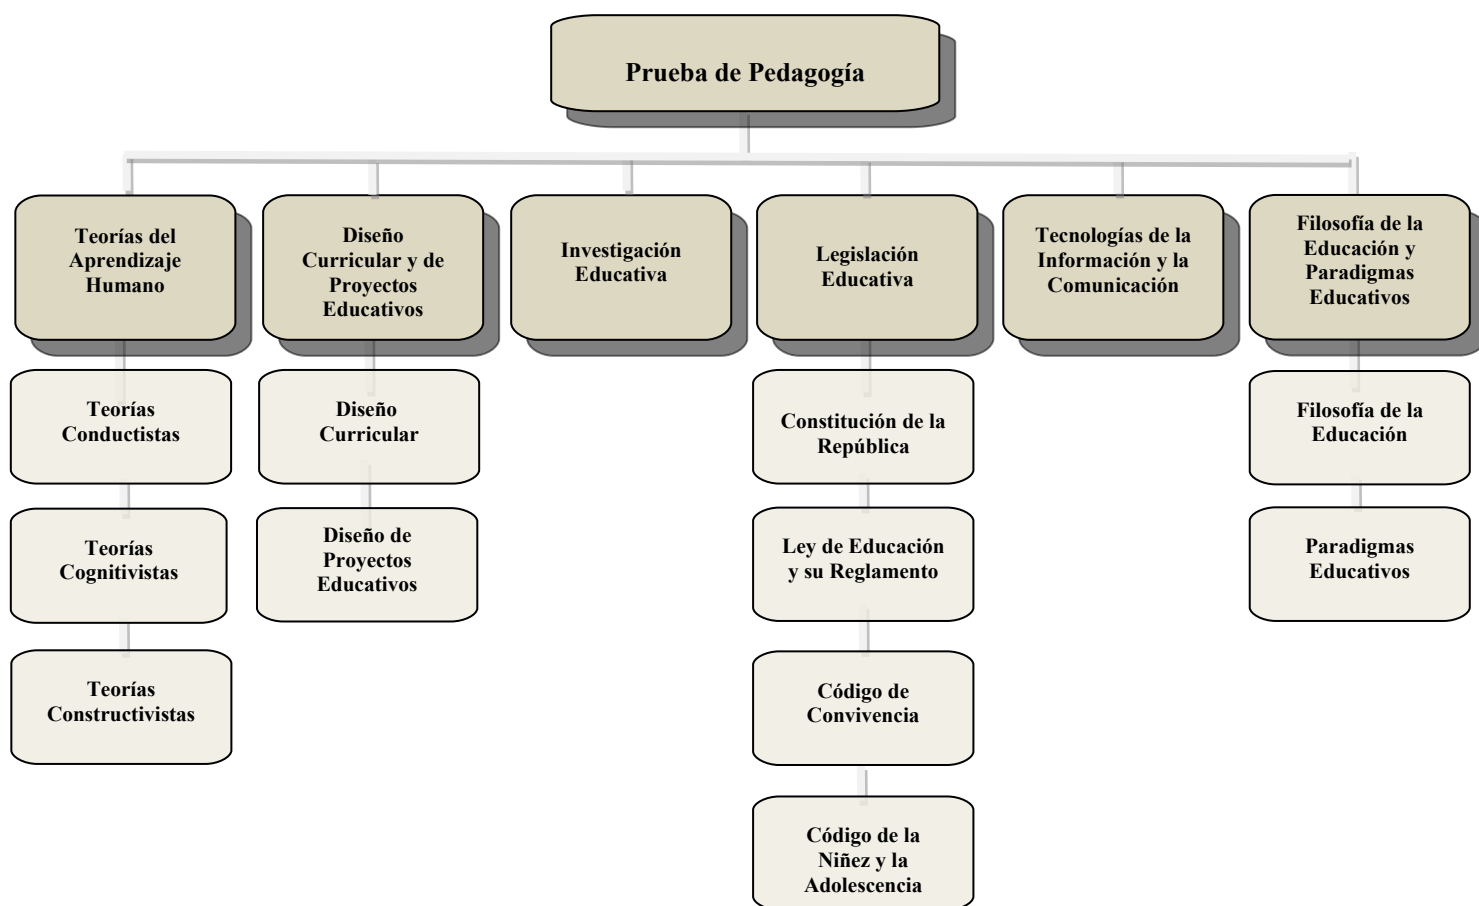 Prueba de Pedagogía
Teorías del
Aprendizaje
Humano
Diseño
Curricular y de
Proyectos
Educativos
Investigación
Educativa
Legislación
Educativa
Tecnologías de la
Información y la
Comunicación
Filosofía de la
Educación y
Paradigmas
Educativos
Teorías
Conductistas
Diseño
Curricular
Constitución de la
República
Filosofía de la
Educación
Teorías
Cognitivistas
Diseño de
Proyectos
Educativos
Ley de Educación
y su Reglamento
Paradigmas
Educativos
Teorías
Constructivistas
Código de
Convivencia
Código de la
Niñez y la
Adolescencia